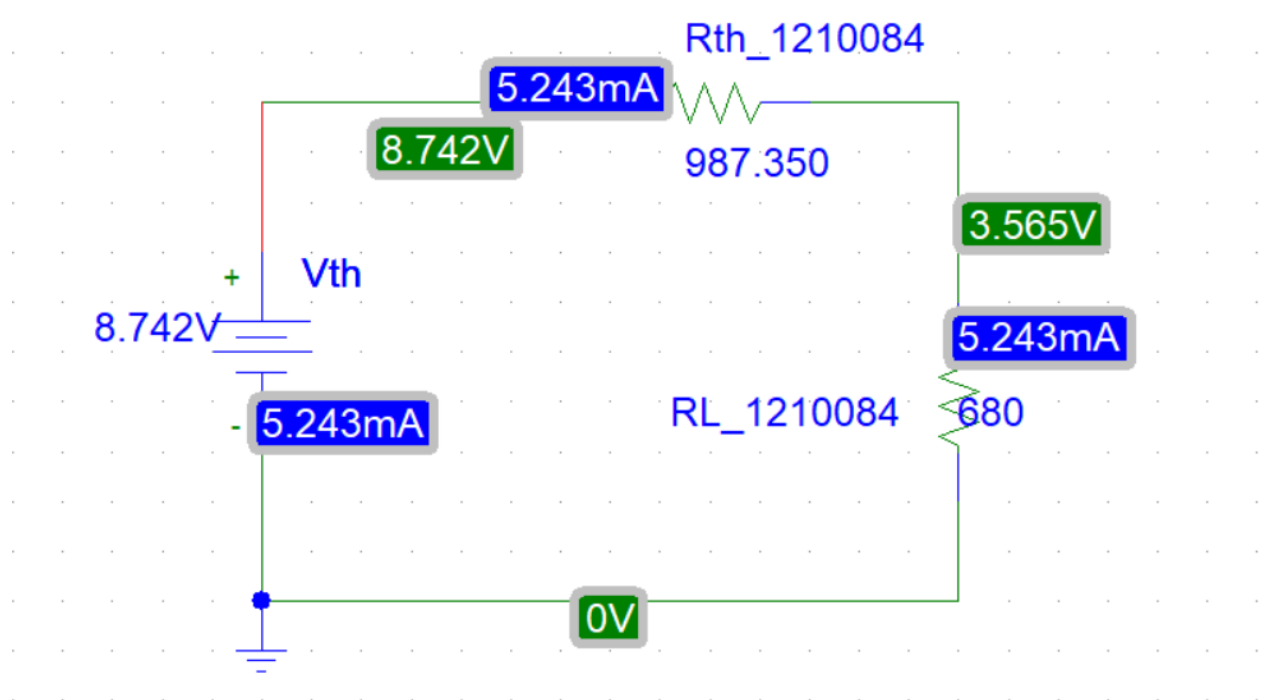 Rth_1210084
5.243mA
8.742V
987.350
3.565V
+
Vth
8.742V
5.243mA
-
5.243mA
RL_1210084
680
0V